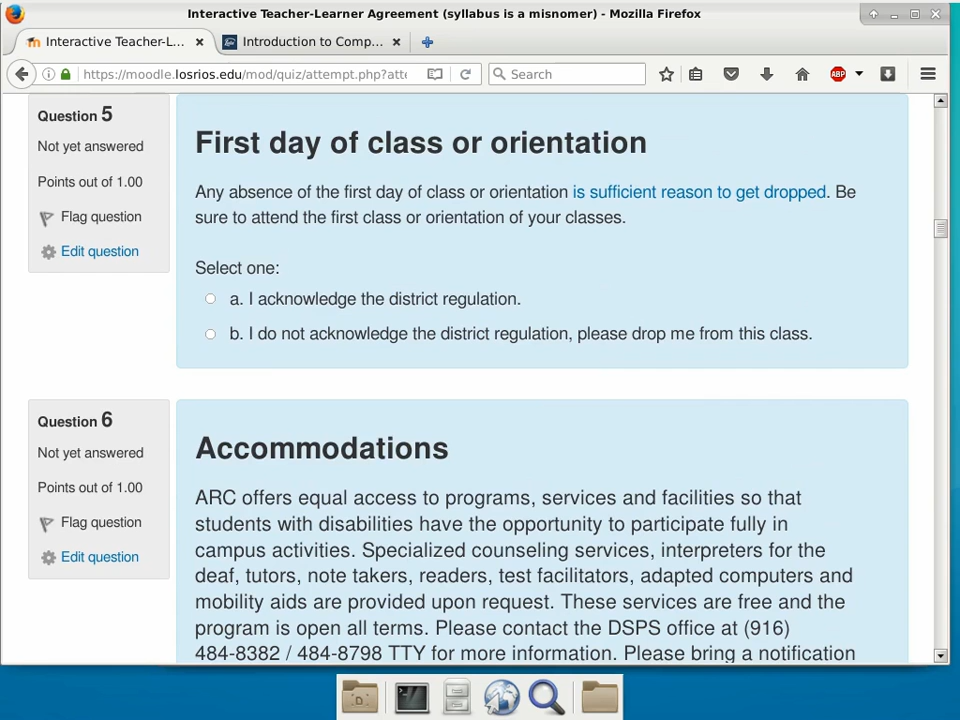 Interactive Teacher-Learner Agreement (syllabus is a misnomer) - Mozilla Firefox
Interactive Teacher-L... Introduction to Comp...
https://moodle.losrios.edu/mod/quiz/attempt.php?atte Search ABP
Question 5
Not yet answered
Points out of 1.00
Flag question
Edit question
First day of class or orientation
Any absence of the first day of class or orientation is sufficient reason to get dropped. Be
sure to attend the first class or orientation of your classes.
Select one:
a. I acknowledge the district regulation.
b. I do not acknowledge the district regulation, please drop me from this class.
Question 6
Not yet answered
Points out of 1.00
Flag question
Edit question
Accommodations
ARC offers equal access to programs, services and facilities so that
students with disabilities have the opportunity to participate fully in
campus activities. Specialized counseling services, interpreters for the
deaf, tutors, note takers, readers, test facilitators, adapted computers and
mobility aids are provided upon request. These services are free and the
program is open all terms. Please contact the DSPS office at (916)
484-8382 / 484-8798 TTY for more information. Please bring a notification